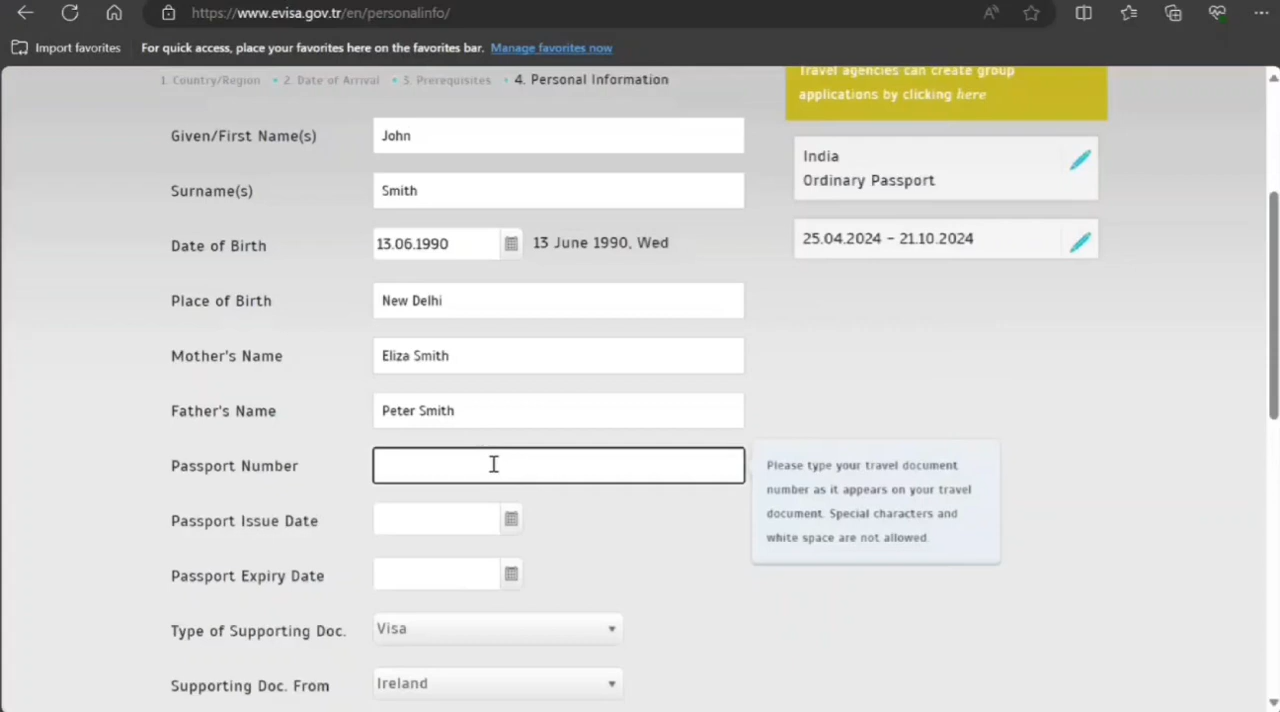 https://www.evisa.gov.tr/en/personalinfo/
Import favorites For quick access, place your favorites here on the favorites bar. Manage favorites now
1. Country/Region • 2. Date of Arrival • 3. Prerequisites • 4. Personal Information
Travel agencies can create group
applications by clicking here
Given/First Name(s) John
Surname(s) Smith
Date of Birth 13.06.1990 13 June 1990, Wed
Place of Birth New Delhi
Mother's Name Eliza Smith
Father's Name Peter Smith
Passport Number
Passport Issue Date
Passport Expiry Date
Type of Supporting Doc. Visa
Supporting Doc. From Ireland
India
Ordinary Passport
25.04.2024 - 21.10.2024
Please type your travel document
number as it appears on your travel
document. Special characters and
white space are not allowed.